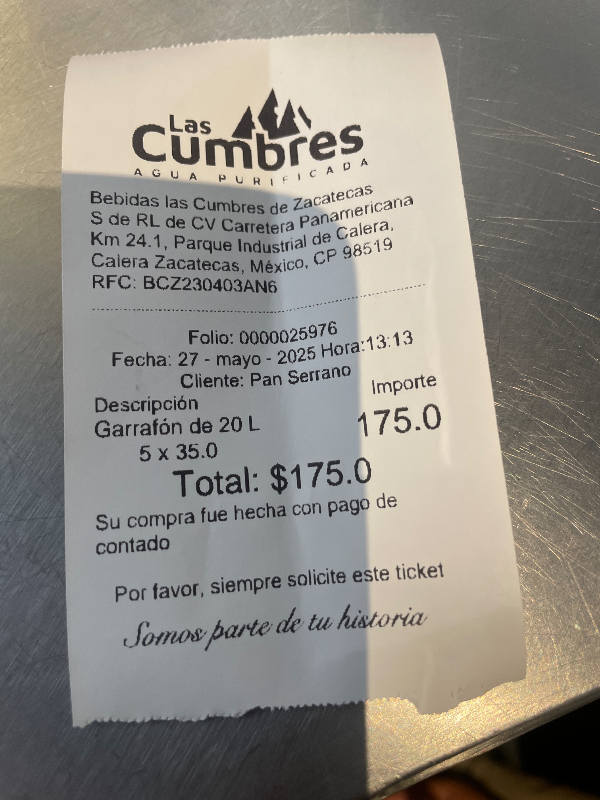 Las
Cumbres
AGUA PURIFICADA
Bebidas las Cumbres de Zacatecas
S de RL de CV Carretera Panamericana
Km 24.1, Parque Industrial de Calera,
Calera Zacatecas, México, CP 98519
RFC: BCZ230403AN6
Folio: 0000025976
Fecha: 27 - mayo - 2025 Hora:13:13
Cliente: Pan Serrano
Descripción Importe
Garrafón de 20 L 175.0
5 x 35.0
Total: $175.0
Su compra fue hecha con pago de
contado
Por favor, siempre solicite este ticket
Somos parte de tu historia